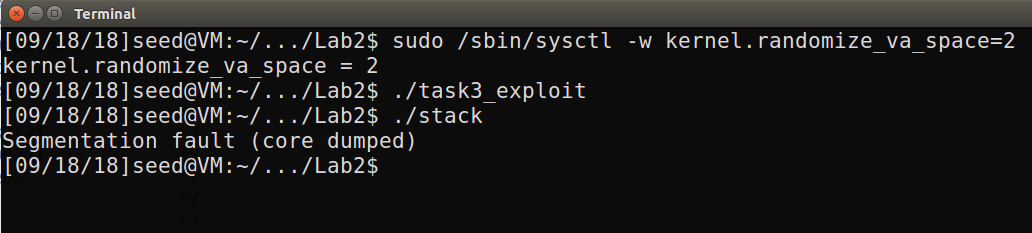 Terminal
[09/18/18]seed@VM:~/.../Lab2$ sudo /sbin/sysctl -w kernel.randomize_va_space=2
kernel.randomize_va_space = 2
[09/18/18]seed@VM:~/.../Lab2$ ./task3_exploit
[09/18/18]seed@VM:~/.../Lab2$ ./stack
Segmentation fault (core dumped)
[09/18/18]seed@VM:~/.../Lab2$
*/
*/